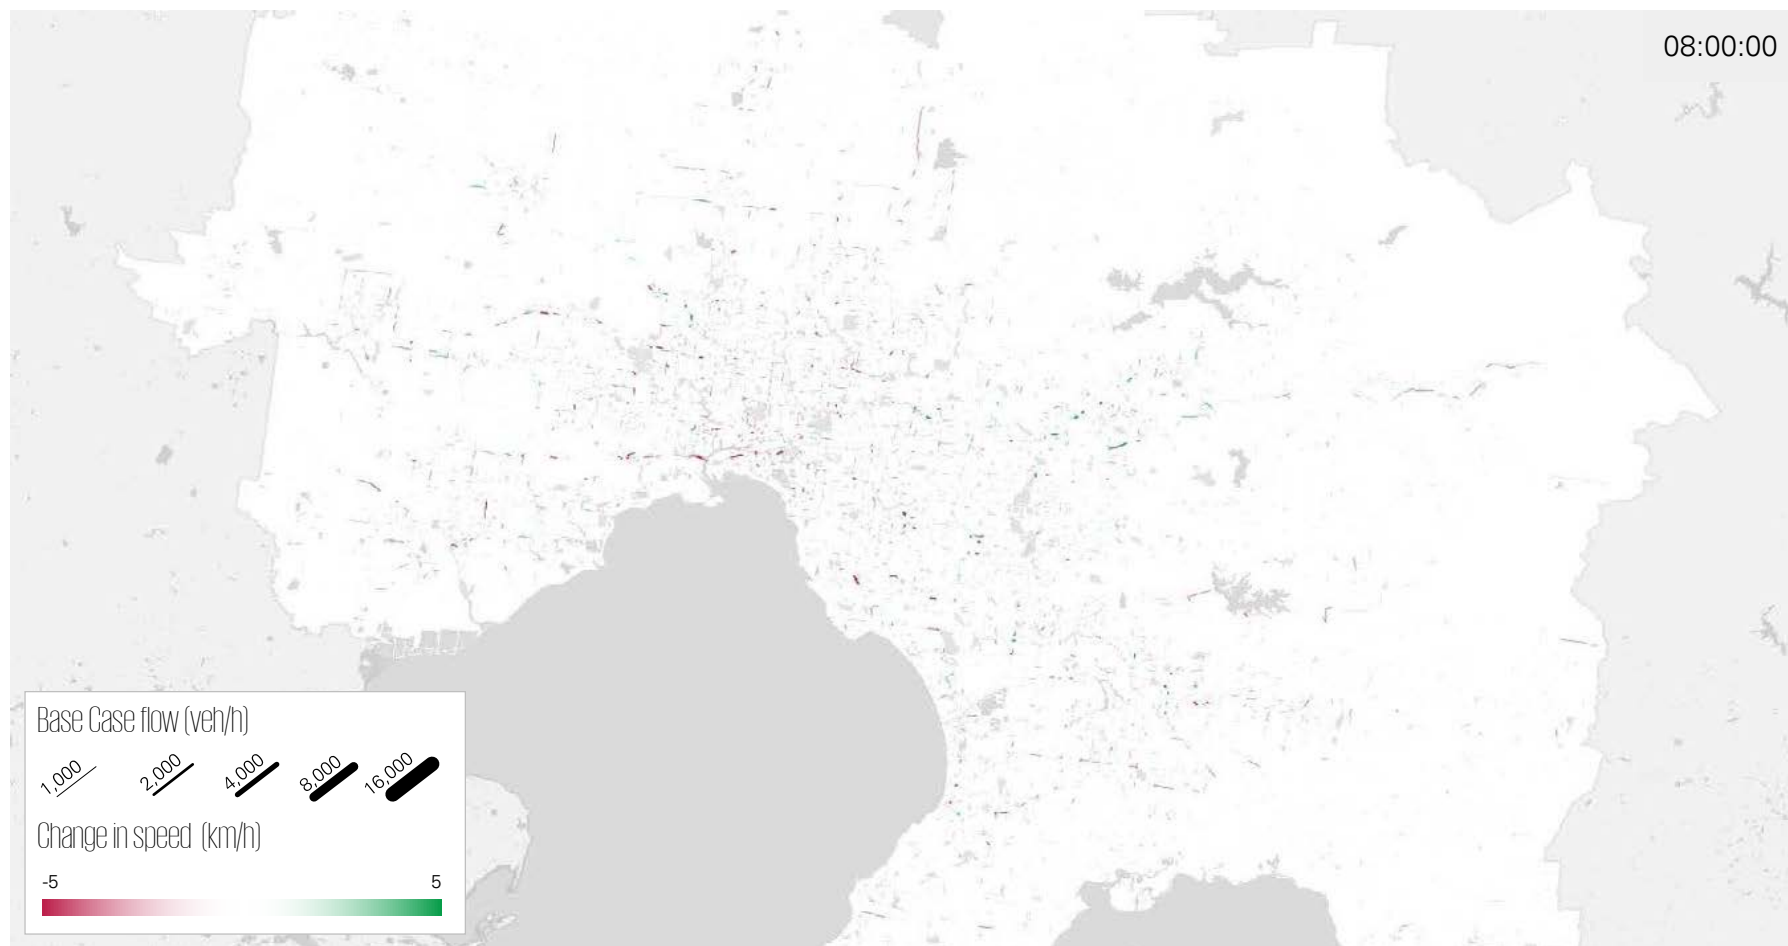 08:00:00
Base Case flow (veh/h)
1,000 2,000 4,000 8,000 16,000
Change in speed (km/h)
-5 5